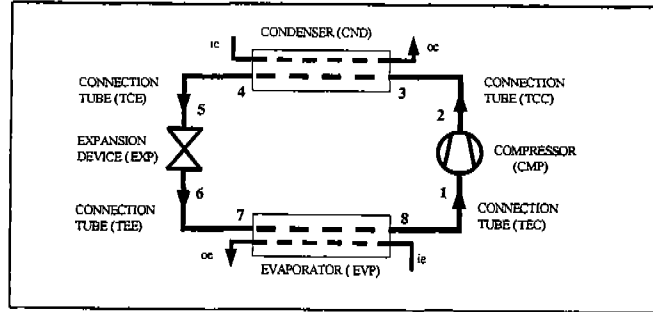 CONDENSER (CND)
ic
oc
CONNECTION
TUBE (TCE)
4
3
CONNECTION
TUBE (TCC)
5
2
EXPANSION
DEVICE (EXP)
COMPRESSOR
(CMP)
6
1
CONNECTION
TUBE (TEE)
7
8
CONNECTION
TUBE (TEC)
oe
ie
EVAPORATOR ( EVP)